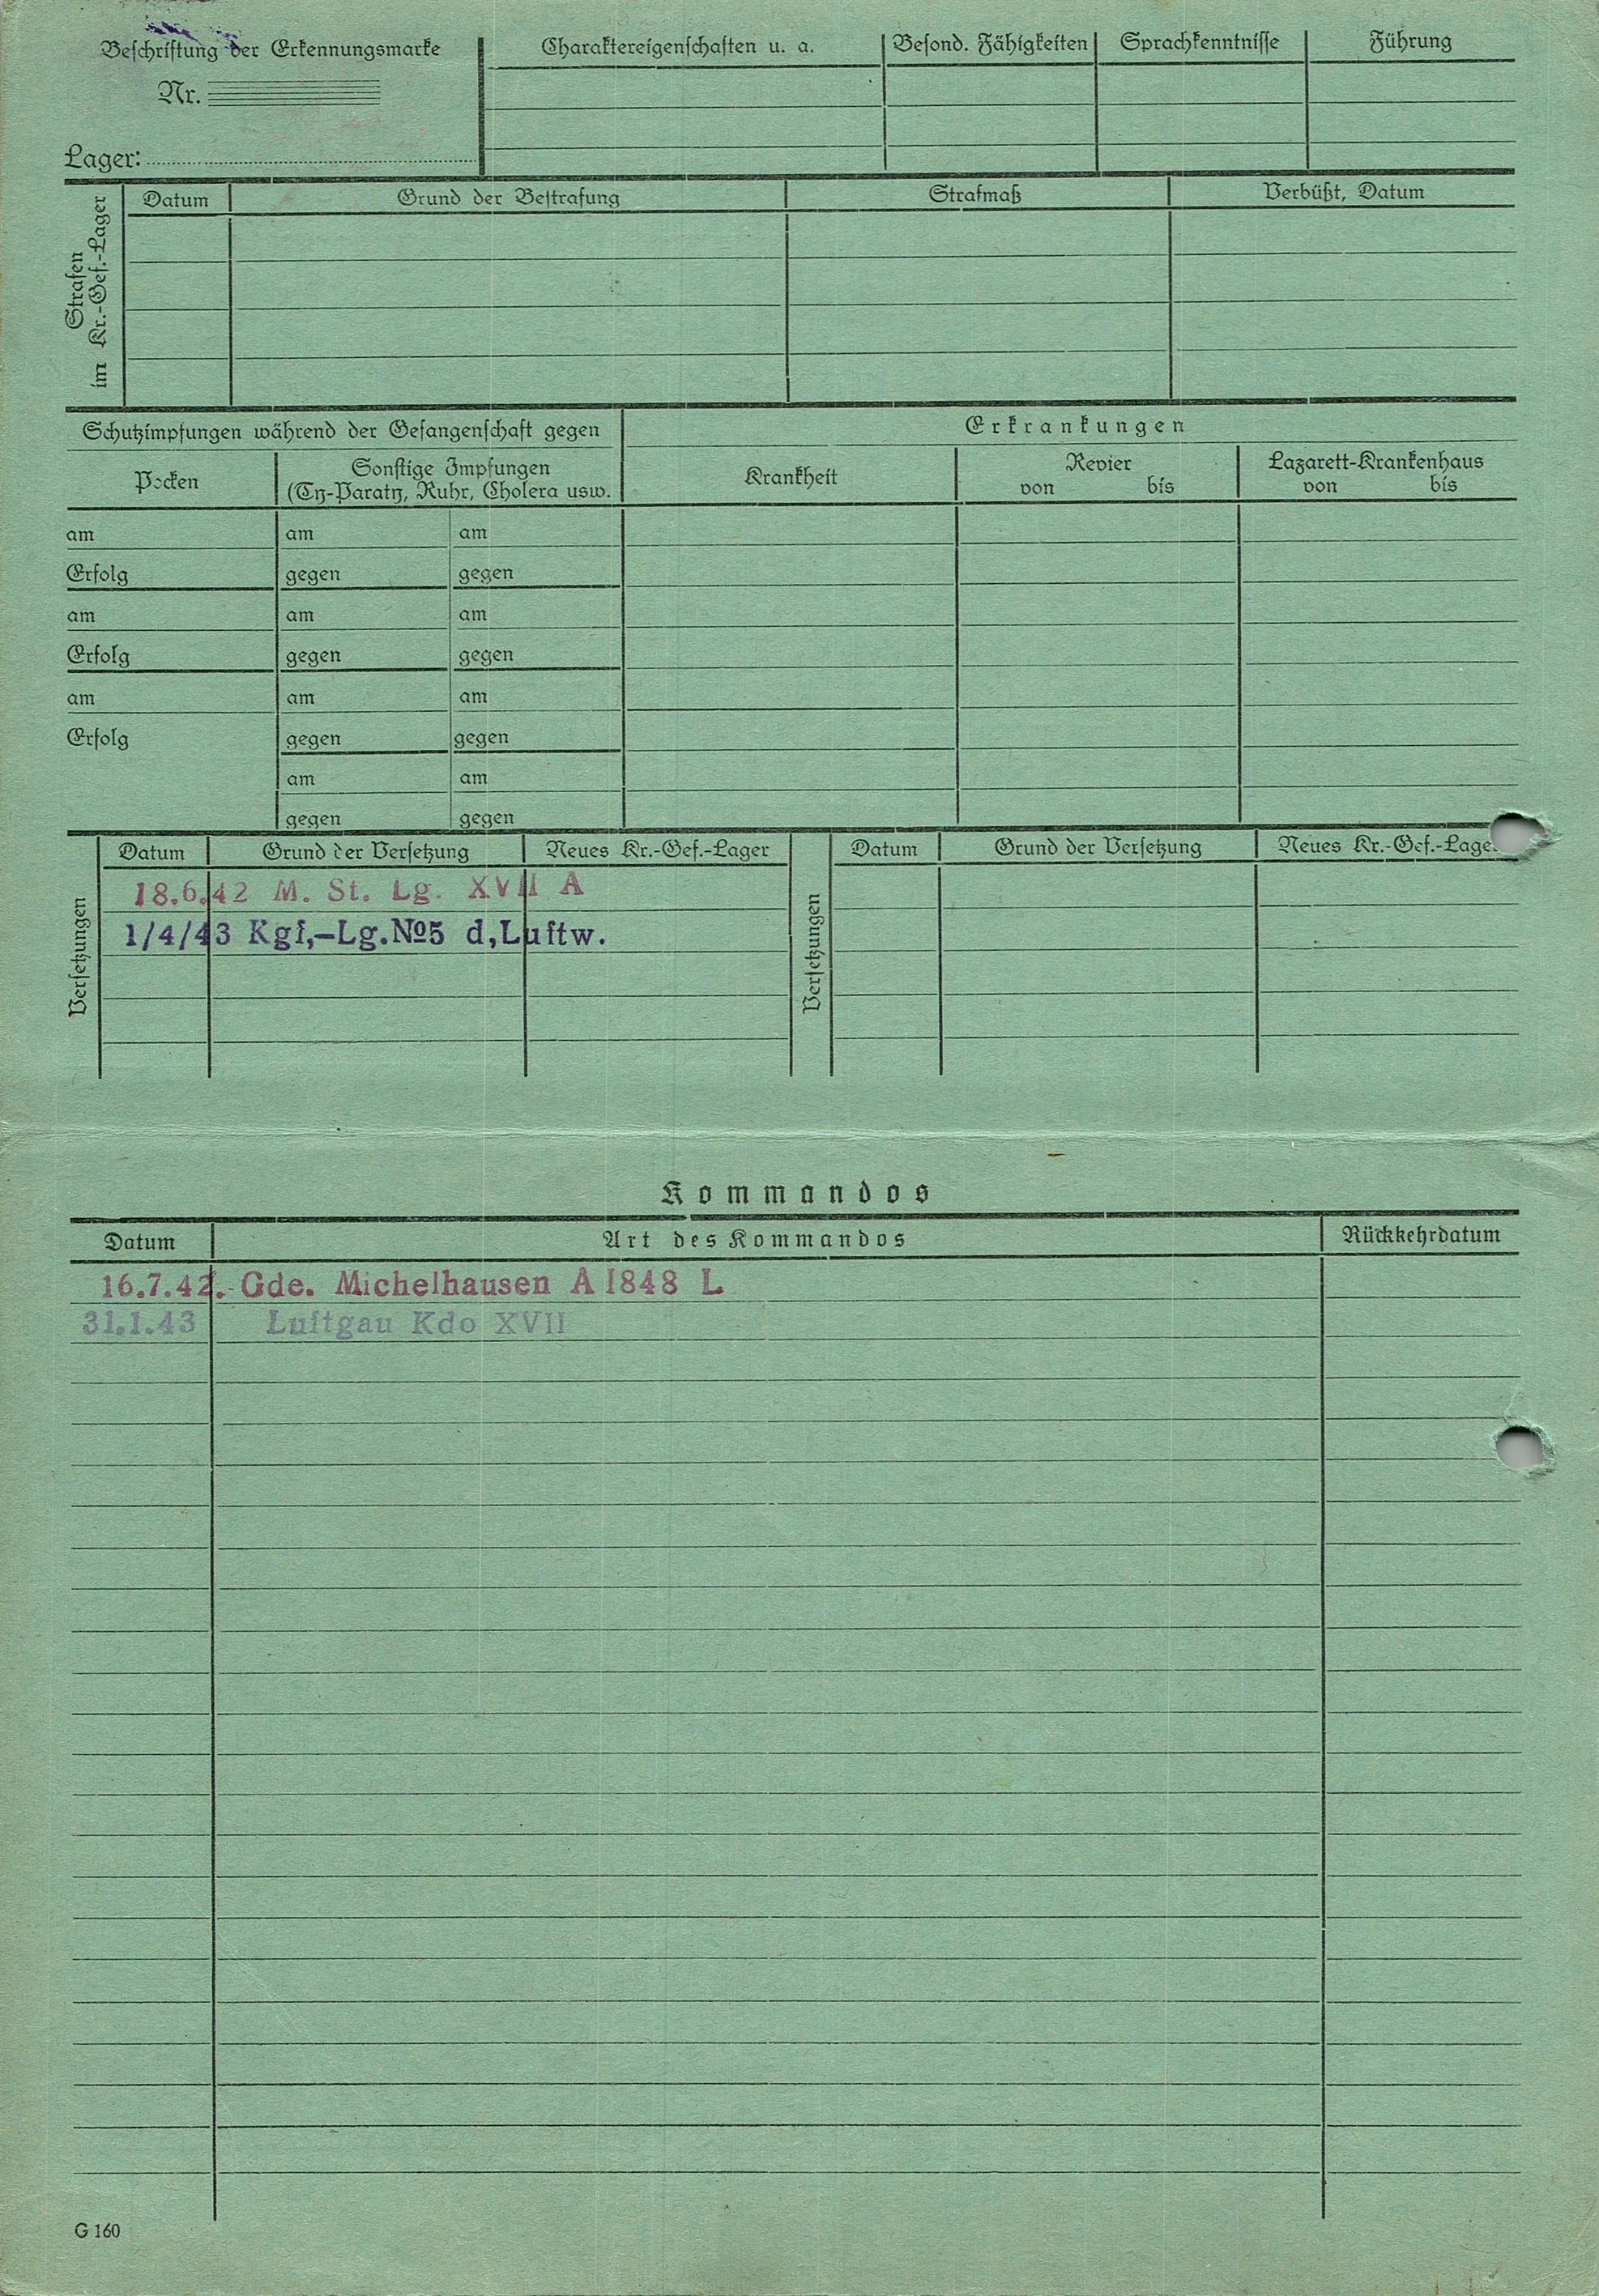 Beschriftung der Erkennungsmarke
Nr.
Lager:
Charaktereigenschaften u. a. Besond. Fähigkeiten Sprachkenntnisse Führung
Strafen im Kr.-Gef.-Lager
Datum Grund der Bestrafung Strafmaß Verbüßt, Datum
Schutzimpfungen während der Gefangenschaft gegen Erkrankungen
Pocken Sonstige Impfungen Krankheit Revier Lazarett-Krankenhaus
(Ty-Paraty, Ruhr, Cholera usw. von bis von bis
am am am
Erfolg gegen gegen
am am am
Erfolg gegen gegen
am am am
Erfolg gegen gegen
am am
gegen gegen
Versetzungen
Datum Grund der Versetzung Neues Kr.-Gef.-Lager
18.6.42 M. St. Lg. XVII A
1/4/43 Kgf,-Lg.№5 d,Luftw.
Versetzungen
Datum Grund der Versetzung Neues Kr.-Gef.-Lager
Kommandos
Datum Art des Kommandos Rückkehrdatum
16.7.42. Gde. Michelhausen A 1848 L
31.1.43 Luftgau Kdo XVII
G 160